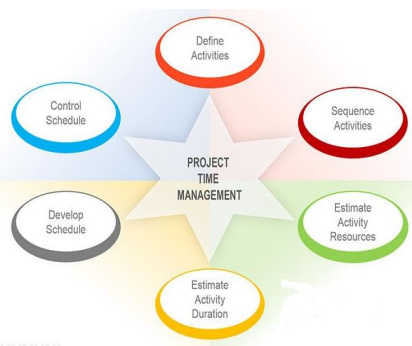 Define
Activities
Control
Schedule
Sequence
Activities
PROJECT
TIME
MANAGEMENT
Develop
Schedule
Estimate
Activity
Resources
Estimate
Activity
Duration